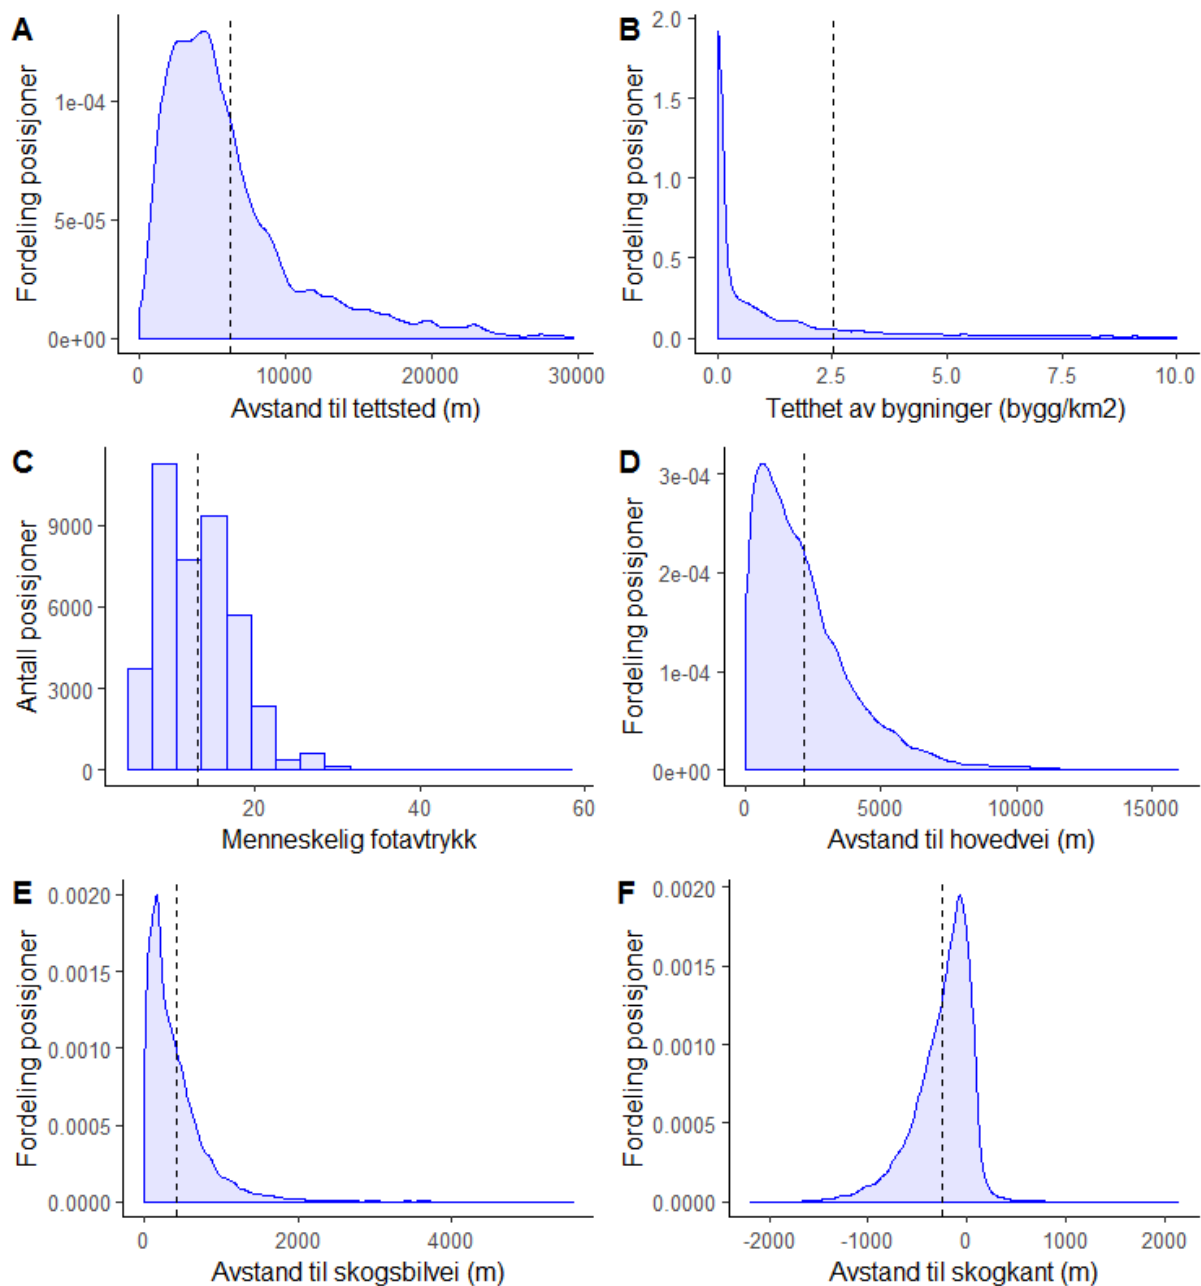 A
Fordeling posisjoner
1e-04
5e-05
0e+00
0
10000
20000
30000
Avstand til tettsted (m)
B
Fordeling posisjoner
2.0
1.5
1.0
0.5
0.0
0.0
2.5
5.0
7.5
10.0
Tetthet av bygninger (bygg/km2)
C
Antall posisjoner
9000
6000
3000
0
20
40
60
Menneskelig fotavtrykk
D
Fordeling posisjoner
3e-04
2e-04
1e-04
0e+00
0
5000
10000
15000
Avstand til hovedvei (m)
E
Fordeling posisjoner
0.0020
0.0015
0.0010
0.0005
0.0000
0
2000
4000
Avstand til skogsbilvei (m)
F
Fordeling posisjoner
0.0020
0.0015
0.0010
0.0005
0.0000
-2000
-1000
0
1000
2000
Avstand til skogkant (m)